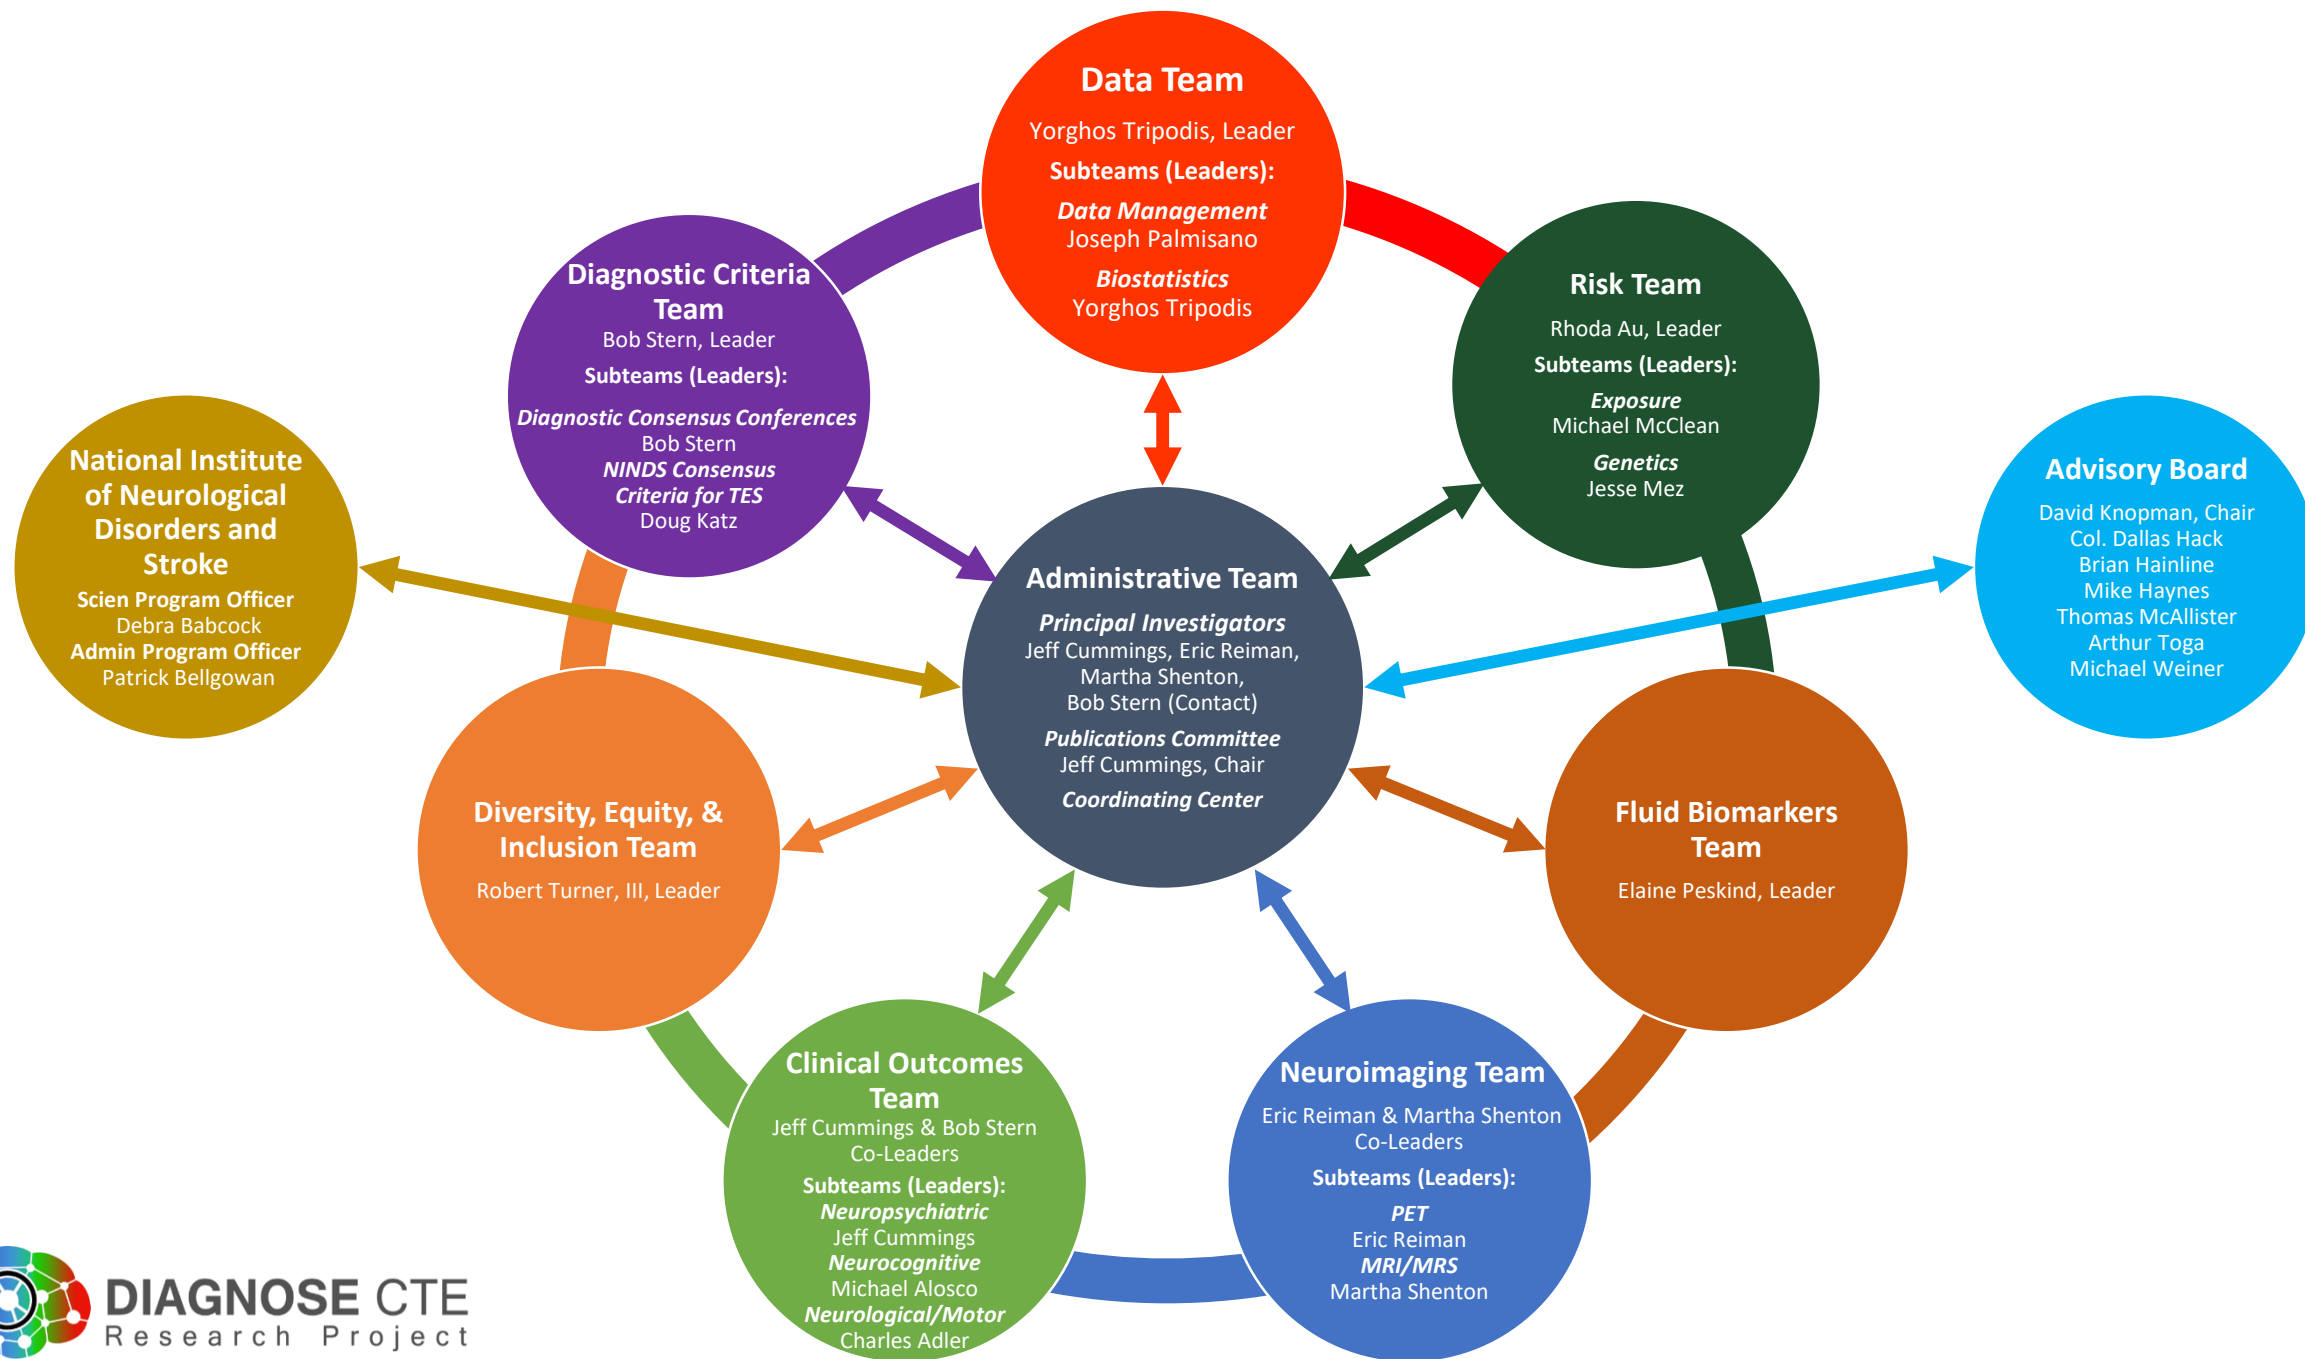 Data Team
Yorghos Tripodis, Leader
Subteams (Leaders):
Data Management
Joseph Palmisano
Biostatistics
Yorghos Tripodis
Diagnostic Criteria
Team
Bob Stern, Leader
Subteams (Leaders):
Diagnostic Consensus Conferences
Bob Stern
NINDS Consensus
Criteria for TES
Doug Katz
Risk Team
Rhoda Au, Leader
Subteams (Leaders):
Exposure
Michael McClean
Genetics
Jesse Mez
National Institute
of Neurological
Disorders and
Stroke
Scien Program Officer
Debra Babcock
Admin Program Officer
Patrick Bellgowan
Administrative Team
Principal Investigators
Jeff Cummings, Eric Reiman,
Martha Shenton,
Bob Stern (Contact)
Publications Committee
Jeff Cummings, Chair
Coordinating Center
Advisory Board
David Knopman, Chair
Col. Dallas Hack
Brian Hainline
Mike Haynes
Thomas McAllister
Arthur Toga
Michael Weiner
Diversity, Equity, &
Inclusion Team
Robert Turner, III, Leader
Fluid Biomarkers
Team
Elaine Peskind, Leader
Clinical Outcomes
Team
Jeff Cummings & Bob Stern
Co-Leaders
Subteams (Leaders):
Neuropsychiatric
Jeff Cummings
Neurocognitive
Michael Alosco
Neurological/Motor
Charles Adler
Neuroimaging Team
Eric Reiman & Martha Shenton
Co-Leaders
Subteams (Leaders):
PET
Eric Reiman
MRI/MRS
Martha Shenton
DIAGNOSE CTE
Research Project